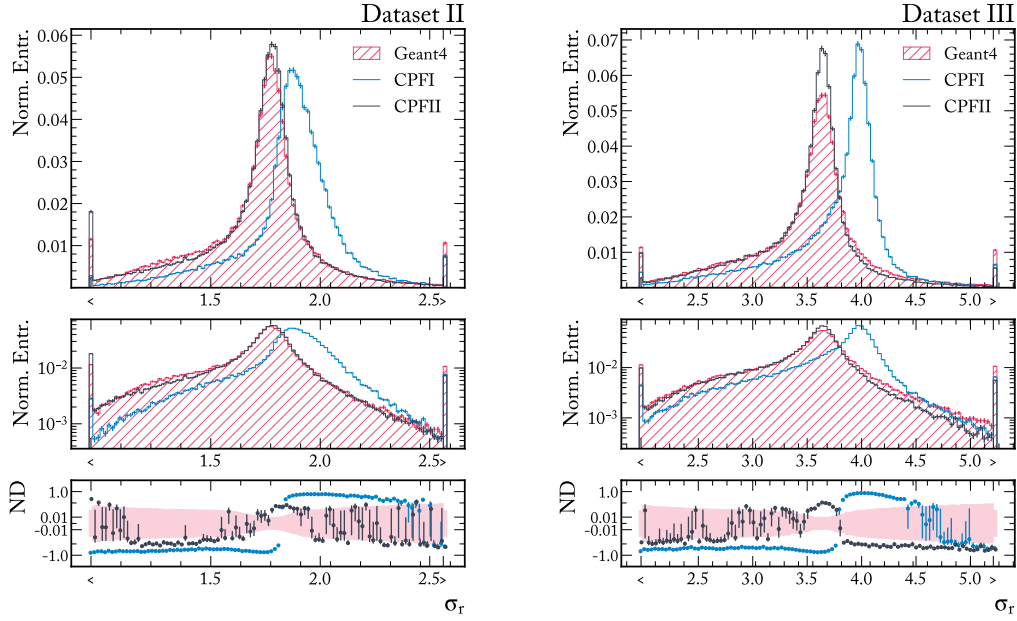 Dataset II
Norm. Entr.
0.06
0.05
0.04
0.03
0.02
0.01
Geant4
CPFI
CPFII
< 1.5 2.0 2.5>
Norm. Entr.
10⁻²
10⁻³
< 1.5 2.0 2.5>
ND
1.0
0.01
-0.01
-1.0
< 1.5 2.0 2.5>
σr
Dataset III
Norm. Entr.
0.07
0.06
0.05
0.04
0.03
0.02
0.01
Geant4
CPFI
CPFII
< 2.5 3.0 3.5 4.0 4.5 5.0 >
Norm. Entr.
10⁻²
10⁻³
< 2.5 3.0 3.5 4.0 4.5 5.0 >
ND
1.0
0.01
-0.01
-1.0
< 2.5 3.0 3.5 4.0 4.5 5.0 >
σr